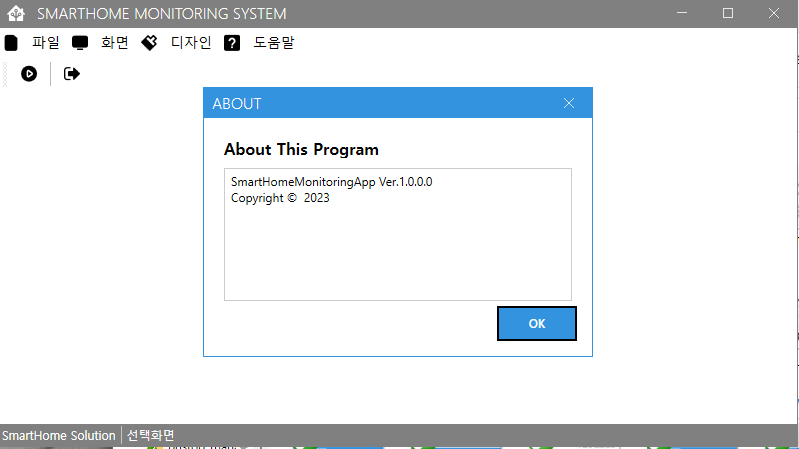 SMARTHOME MONITORING SYSTEM
파일 화면 디자인 도움말
ABOUT
About This Program
SmartHomeMonitoringApp Ver.1.0.0.0
Copyright © 2023
OK
SmartHome Solution 선택화면